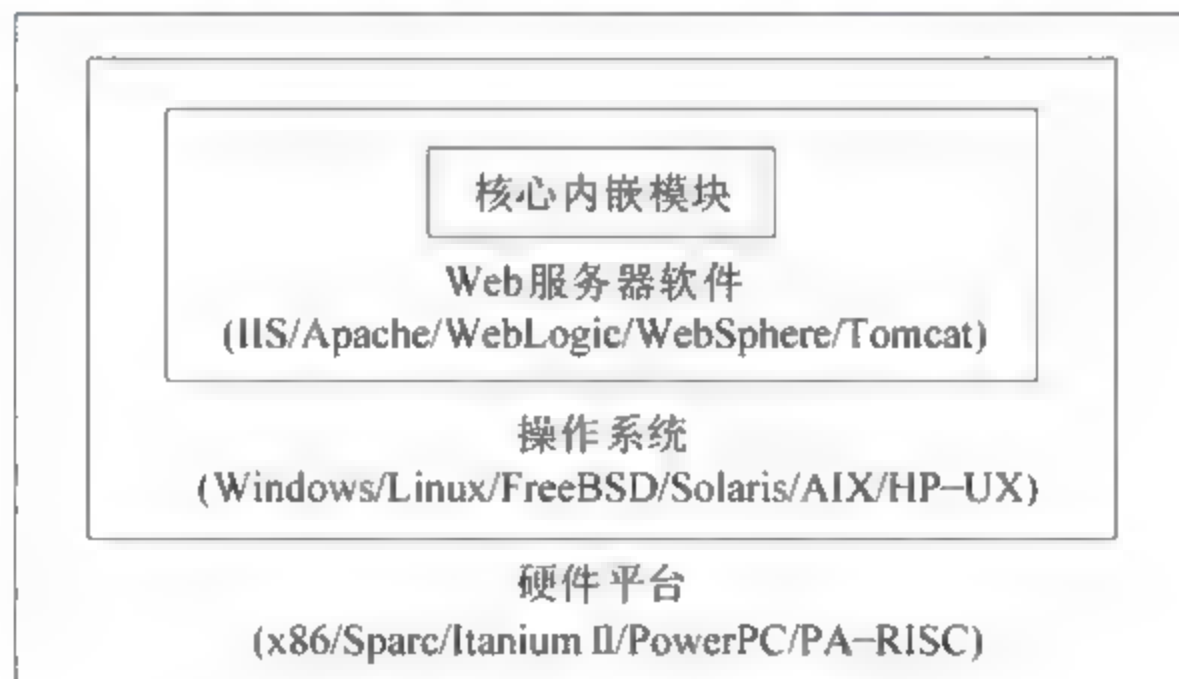 核心内嵌模块
Web服务器软件
(IIS/Apache/WebLogic/WebSphere/Tomcat)
操作系统
(Windows/Linux/FreeBSD/Solaris/AIX/HP–UX)
硬件平台
(x86/Sparc/Itanium II/PowerPC/PA–RISC)